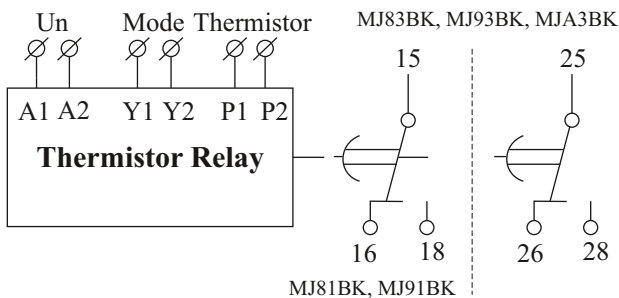 Un Mode Thermistor MJ83BK, MJ93BK, MJA3BK
15 25
A1 A2 Y1 Y2 P1 P2
Thermistor Relay
16 18 26 28
MJ81BK, MJ91BK